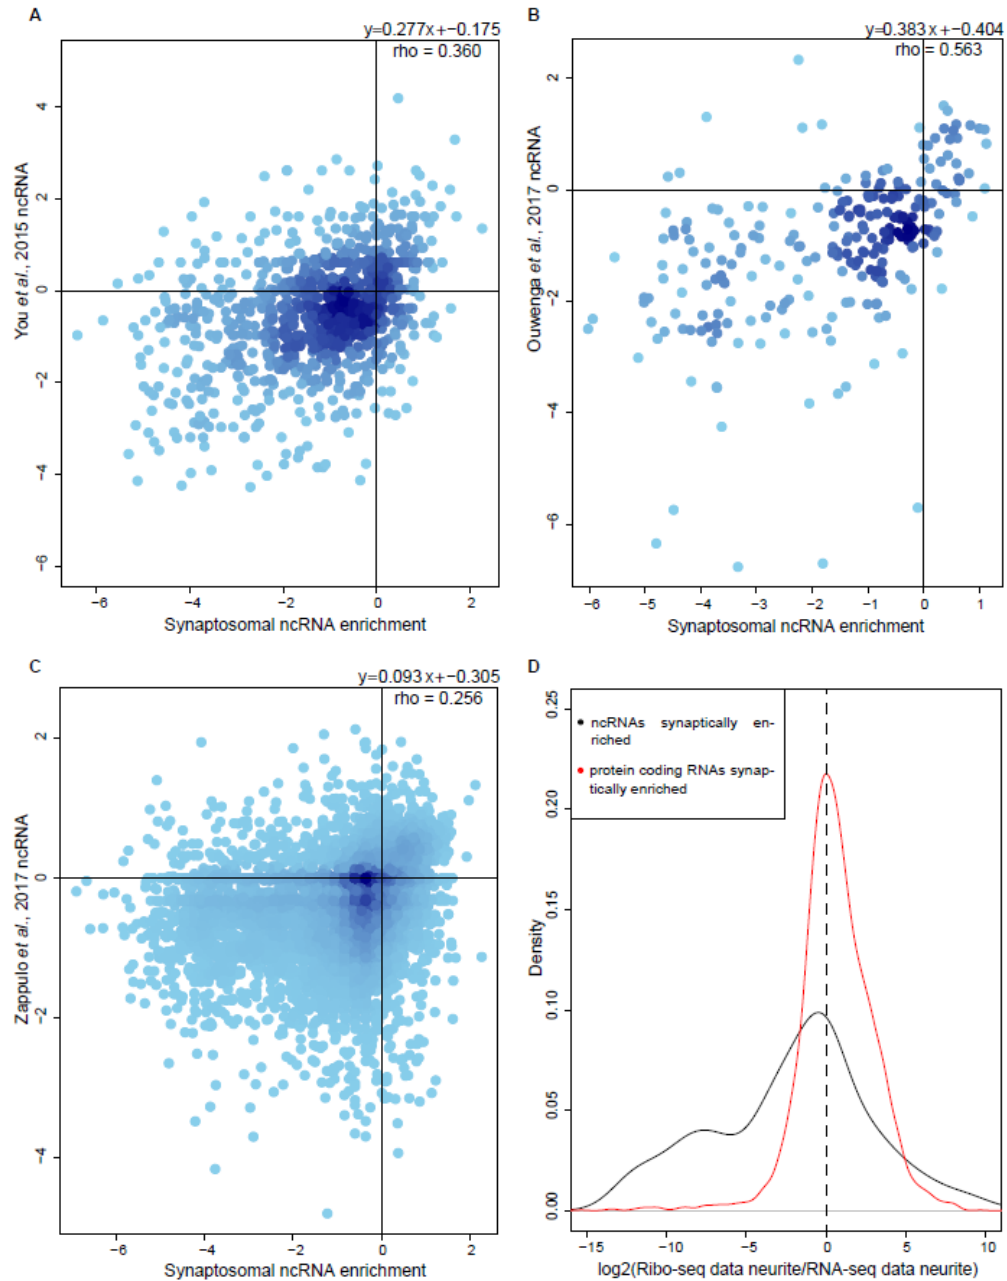 A
y=0.277x+-0.175
rho = 0.360
You et al., 2015 ncRNA
4
2
0
−2
−4
−6
−6
−4
−2
0
2
Synaptosomal ncRNA enrichment
B
y=0.383x+-0.404
rho = 0.563
Ouwenga et al., 2017 ncRNA
2
0
−2
−4
−6
−6
−5
−4
−3
−2
−1
0
1
Synaptosomal ncRNA enrichment
C
y=0.093x+-0.305
rho = 0.256
Zappulo et al., 2017 ncRNA
2
0
−2
−4
−6
−4
−2
0
2
Synaptosomal ncRNA enrichment
D
ncRNAs synaptically en-
riched
protein coding RNAs synap-
tically enriched
Density
0.25
0.20
0.15
0.10
0.05
0.00
−15
−10
−5
0
5
10
log2(Ribo-seq data neurite/RNA-seq data neurite)